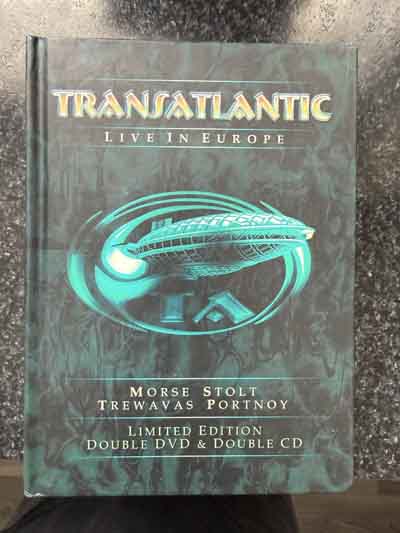 TRANSATLANTIC
LIVE IN EUROPE
TA
MORSE STOLT
TREWAVAS PORTNOY
LIMITED EDITION
DOUBLE DVD & DOUBLE CD